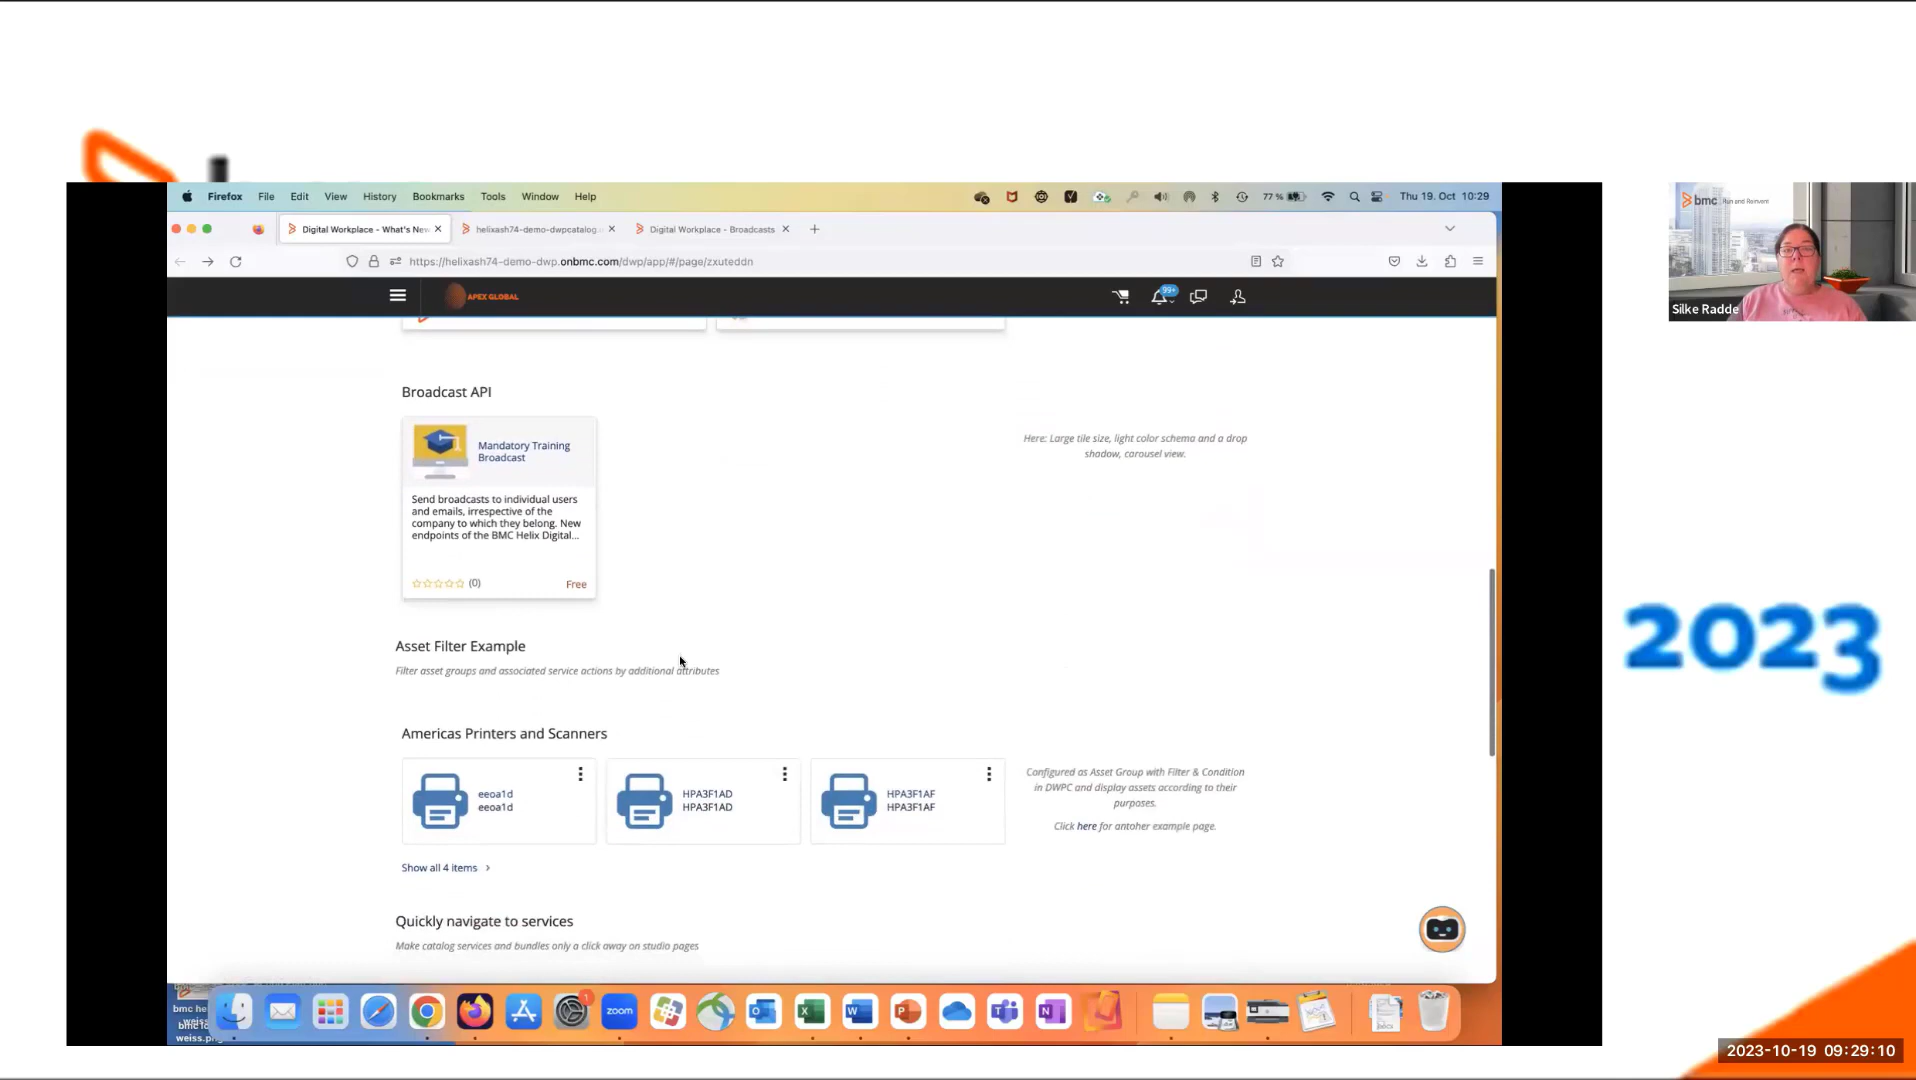 Firefox File Edit View History Bookmarks Tools Window Help 77 % Thu 19. Oct 10:29
Digital Workplace - What's New helixash74-demo-dwpcatalog. Digital Workplace - Broadcasts
https://helixash74-demo-dwp.onbmc.com/dwp/app/#/page/zxuteddn
APEX GLOBAL 99+
Broadcast API
Mandatory Training
Broadcast
Send broadcasts to individual users
and emails, irrespective of the
company to which they belong. New
endpoints of the BMC Helix Digital...
(0) Free
Here: Large tile size, light color schema and a drop
shadow, carousel view.
Asset Filter Example
Filter asset groups and associated service actions by additional attributes
Americas Printers and Scanners
eeoa1d
eeoa1d
HPA3F1AD
HPA3F1AD
HPA3F1AF
HPA3F1AF
Configured as Asset Group with Filter & Condition
in DWPC and display assets according to their
purposes.
Click here for antoher example page.
Show all 4 items
Quickly navigate to services
Make catalog services and bundles only a click away on studio pages
bmc he
weiss.png
zoom
1
bmc Run and Reinvent
Silke Radde
2023
2023-10-19 09:29:10